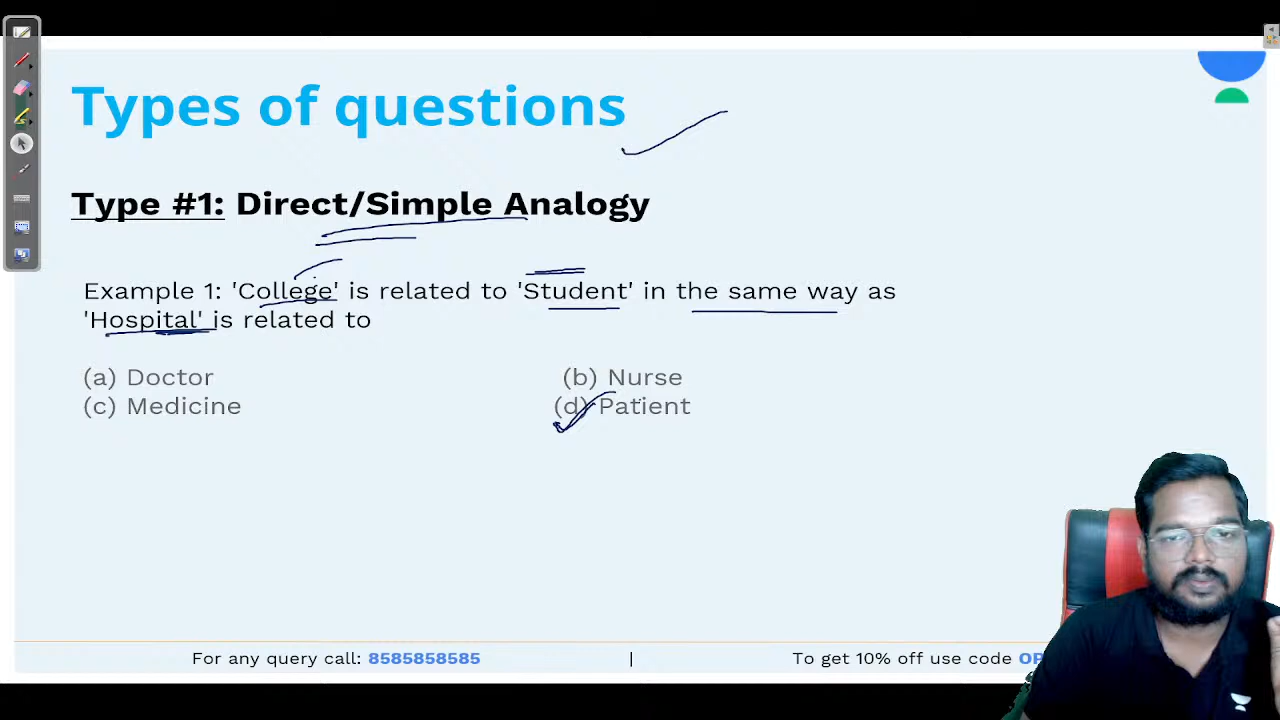 Types of questions
Type #1: Direct/Simple Analogy
Example 1: 'College' is related to 'Student' in the same way as
'Hospital' is related to
(a) Doctor (b) Nurse
(c) Medicine (d) Patient
For any query call: 8585858585 | To get 10% off use code